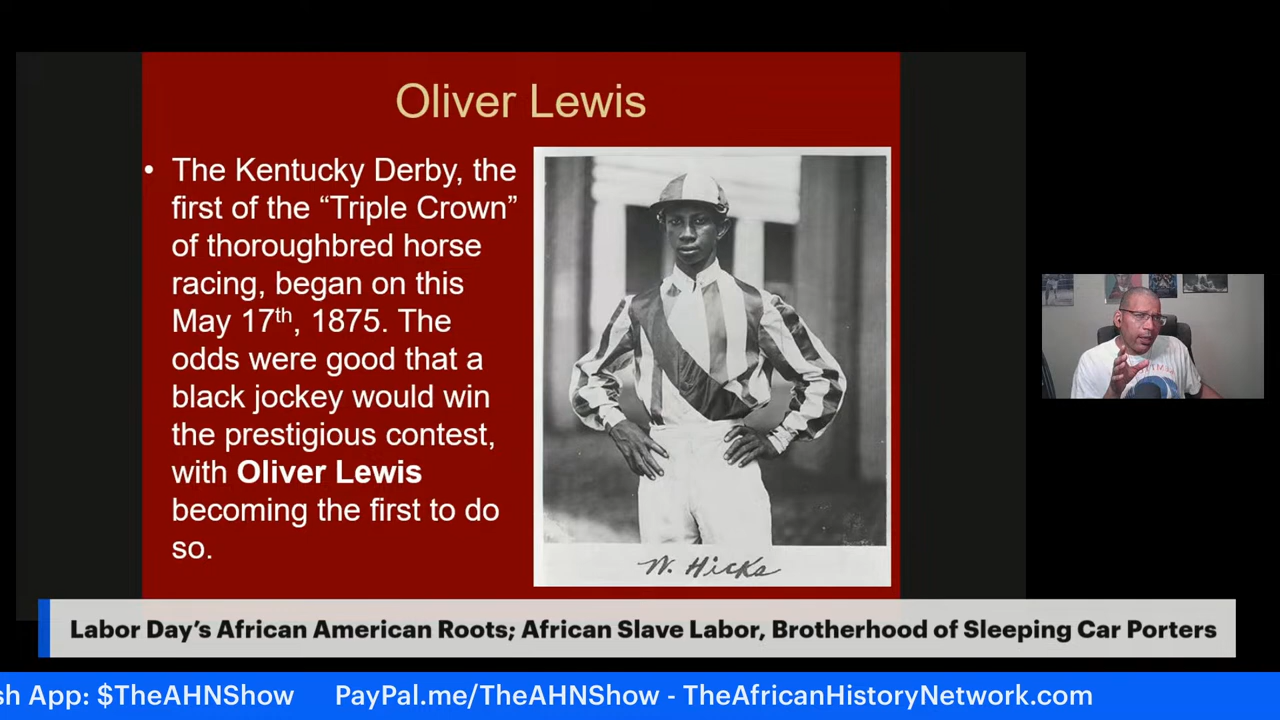 Oliver Lewis
• The Kentucky Derby, the
first of the “Triple Crown”
of thoroughbred horse
racing, began on this
May 17th, 1875. The
odds were good that a
black jockey would win
the prestigious contest,
with Oliver Lewis
becoming the first to do
so.
W. Hicks
Labor Day's African American Roots; African Slave Labor, Brotherhood of Sleeping Car Porters
sh App: $TheAHNShow PayPal.me/TheAHNShow - TheAfricanHistoryNetwork.com